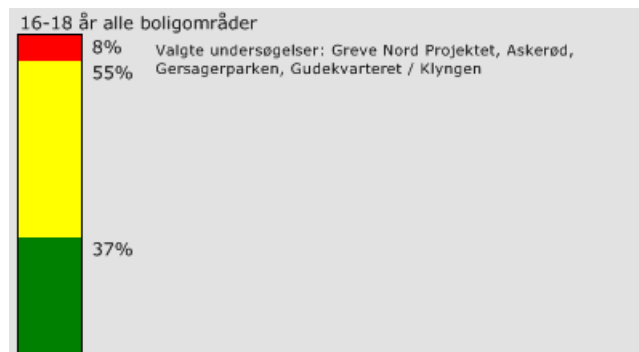 16-18 år alle boligområder
8%
Valgte undersøgelser: Greve Nord Projektet, Askerød,
55%
Gersagerparken, Gudekvarteret / Klyngen
37%